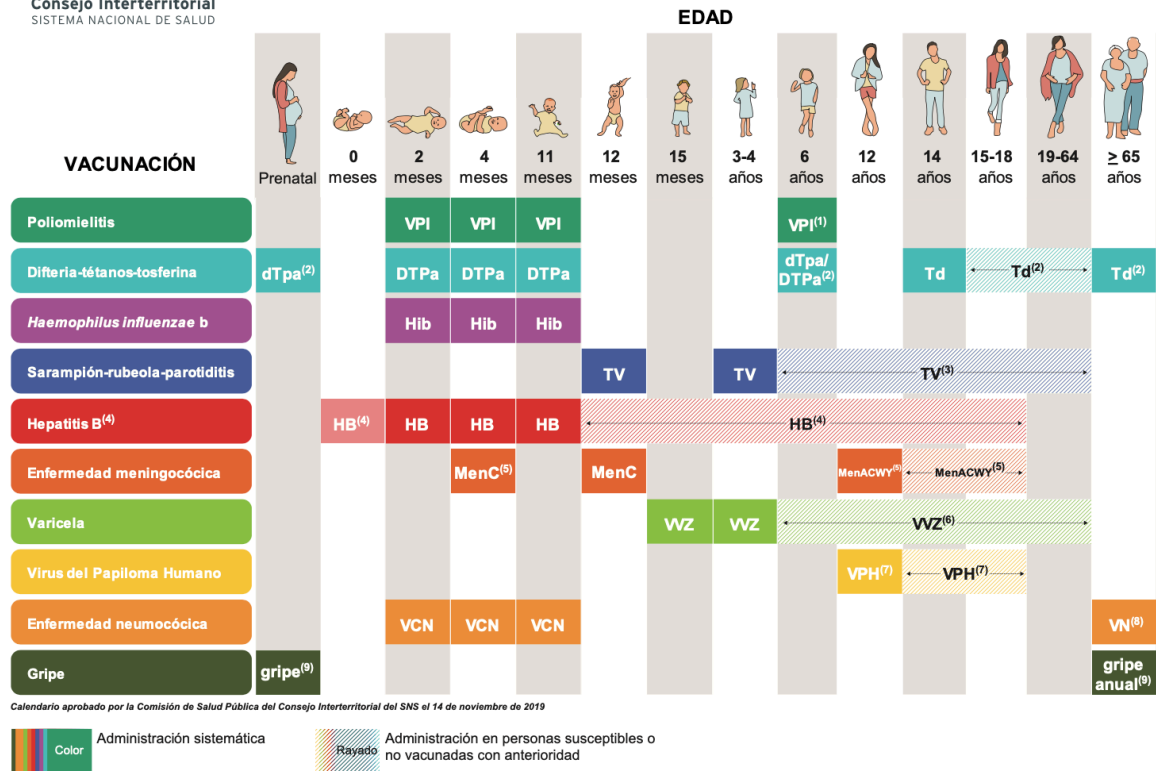 Consejo Interterritorial
SISTEMA NACIONAL DE SALUD
EDAD
VACUNACIÓN
Prenatal
0
meses
2
meses
4
meses
11
meses
12
meses
15
meses
3-4
años
6
años
12
años
14
años
15-18
años
19-64
años
≥ 65
años
Poliomielitis
VPI VPI VPI VPI(1)
Difteria-tétanos-tosferina
dTpa(2) DTPa DTPa DTPa dTpa/
DTPa(2) Td Td(2) Td(2)
Haemophilus influenzae b
Hib Hib Hib
Sarampión-rubeola-parotiditis
TV TV TV(3)
Hepatitis B(4)
HB(4) HB HB HB HB(4)
Enfermedad meningocócica
MenC(5) MenC MenACWY(5) MenACWY(5)
Varicela
VVZ VVZ VVZ(6)
Virus del Papiloma Humano
VPH(7) VPH(7)
Enfermedad neumocócica
VCN VCN VCN VN(8)
Gripe
gripe(9) gripe
anual(9)
Calendario aprobado por la Comisión de Salud Pública del Consejo Interterritorial del SNS el 14 de noviembre de 2019
Color
Administración sistemática
Rayado
Administración en personas susceptibles o
no vacunadas con anterioridad